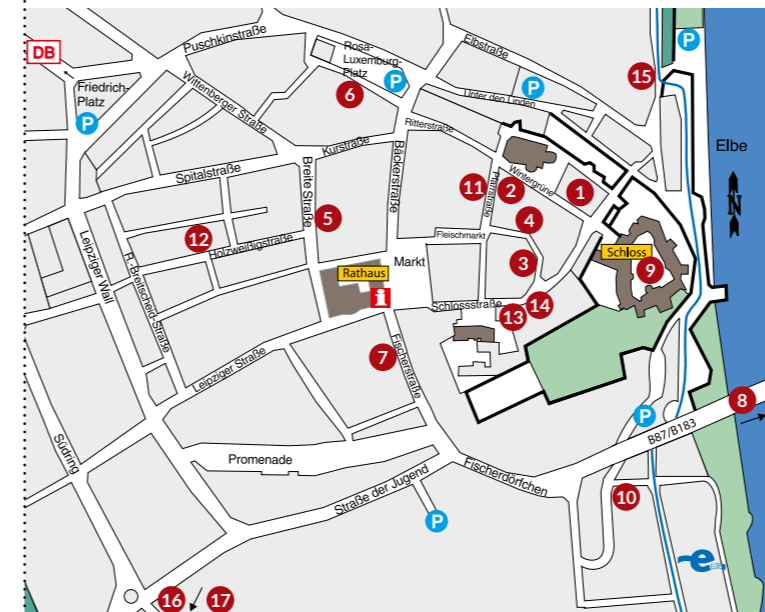 Puschkinstraße
Rosa-
Luxemburg-
Platz
P
Elbstraße
P
DB
Friedrich-
Platz
P
Wittenberger Straße
6
P
Unter den Linden
15
Elbe
Ritterstraße
Kurstraße
Bäckerstraße
Spitalstraße
Breite Straße
11
2
Wintergrüne
1
Pfarrstraße
N
5
4
Fleischmarkt
12
Holzweißigstraße
Leipziger Wall
R.-Breitscheid Straße
Markt
3
Schloss
9
Rathaus
i
Schlossstraße
13
14
7
Fischerstraße
Leipziger Straße
8
P
B87/B183
Südring
Promenade
Fischerdörfchen
Straße der Jugend
10
P
e
16
17